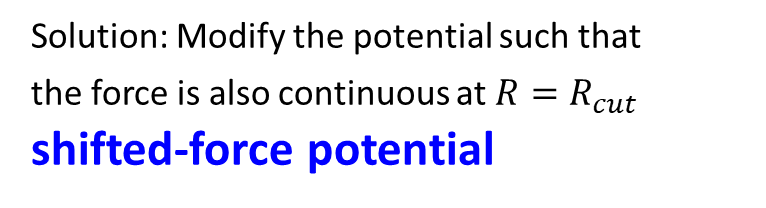 Solution: Modify the potential such that
the force is also continuous at R = R_cut
shifted-force potential